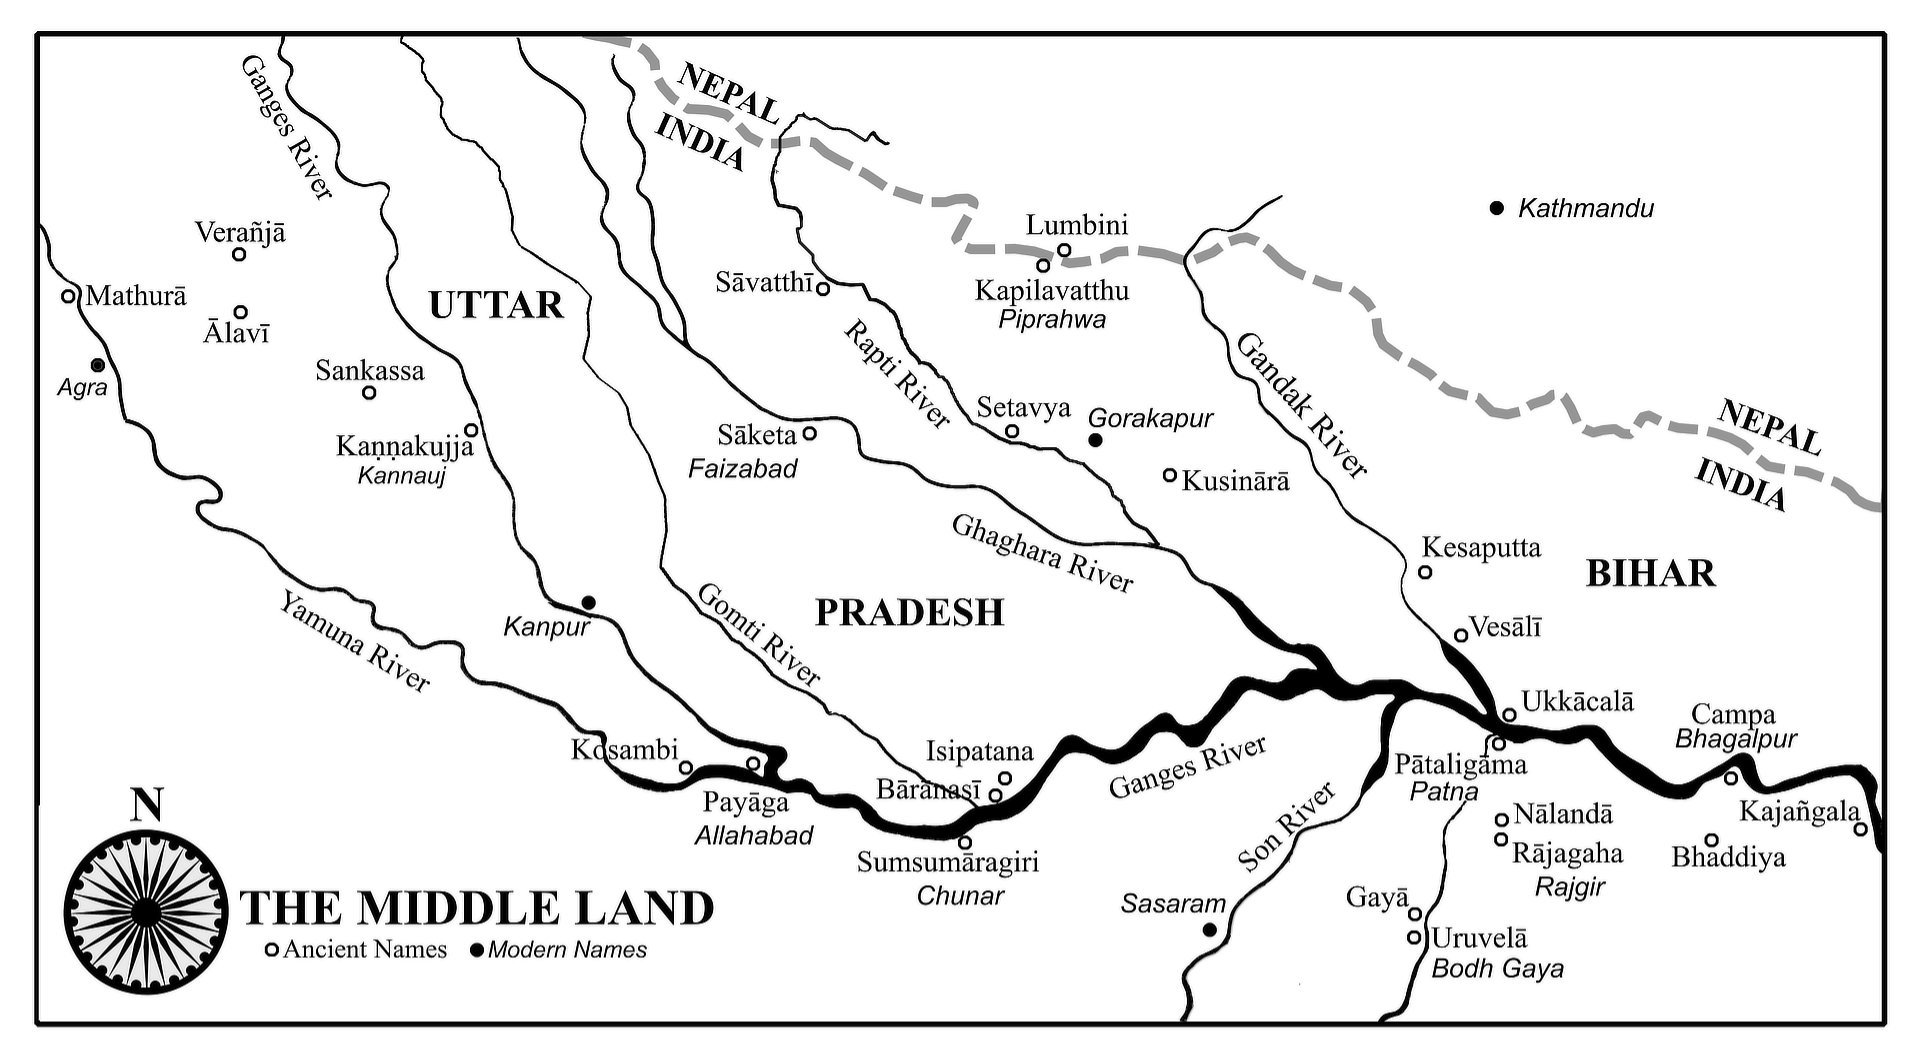 Ganges River
NEPAL
INDIA
Kathmandu
Verañjā
Lumbini
Mathurā
Sāvatthī
Kapilavatthu
Piprahwa
UTTAR
Ālavī
Rapti River
Gandak River
Agra
Sankassa
Setavya
Gorakapur
NEPAL
INDIA
Kaṇṇakujja
Kannauj
Sāketa
Faizabad
Kusinārā
Ghaghara River
Kesaputta
BIHAR
Yamuna River
Kanpur
Gomti River
PRADESH
Vesālī
Ukkācalā
Campa
Bhagalpur
Kosambi
Isipatana
Ganges River
Pātaligāma
Patna
Bārānasī
Payāga
Allahabad
Son River
Nālandā
Kajañgala
Sumsumāragiri
Chunar
Rājagaha
Rajgir
Bhaddiya
N
Sasaram
Gayā
Uruvelā
Bodh Gaya
THE MIDDLE LAND
Ancient Names Modern Names